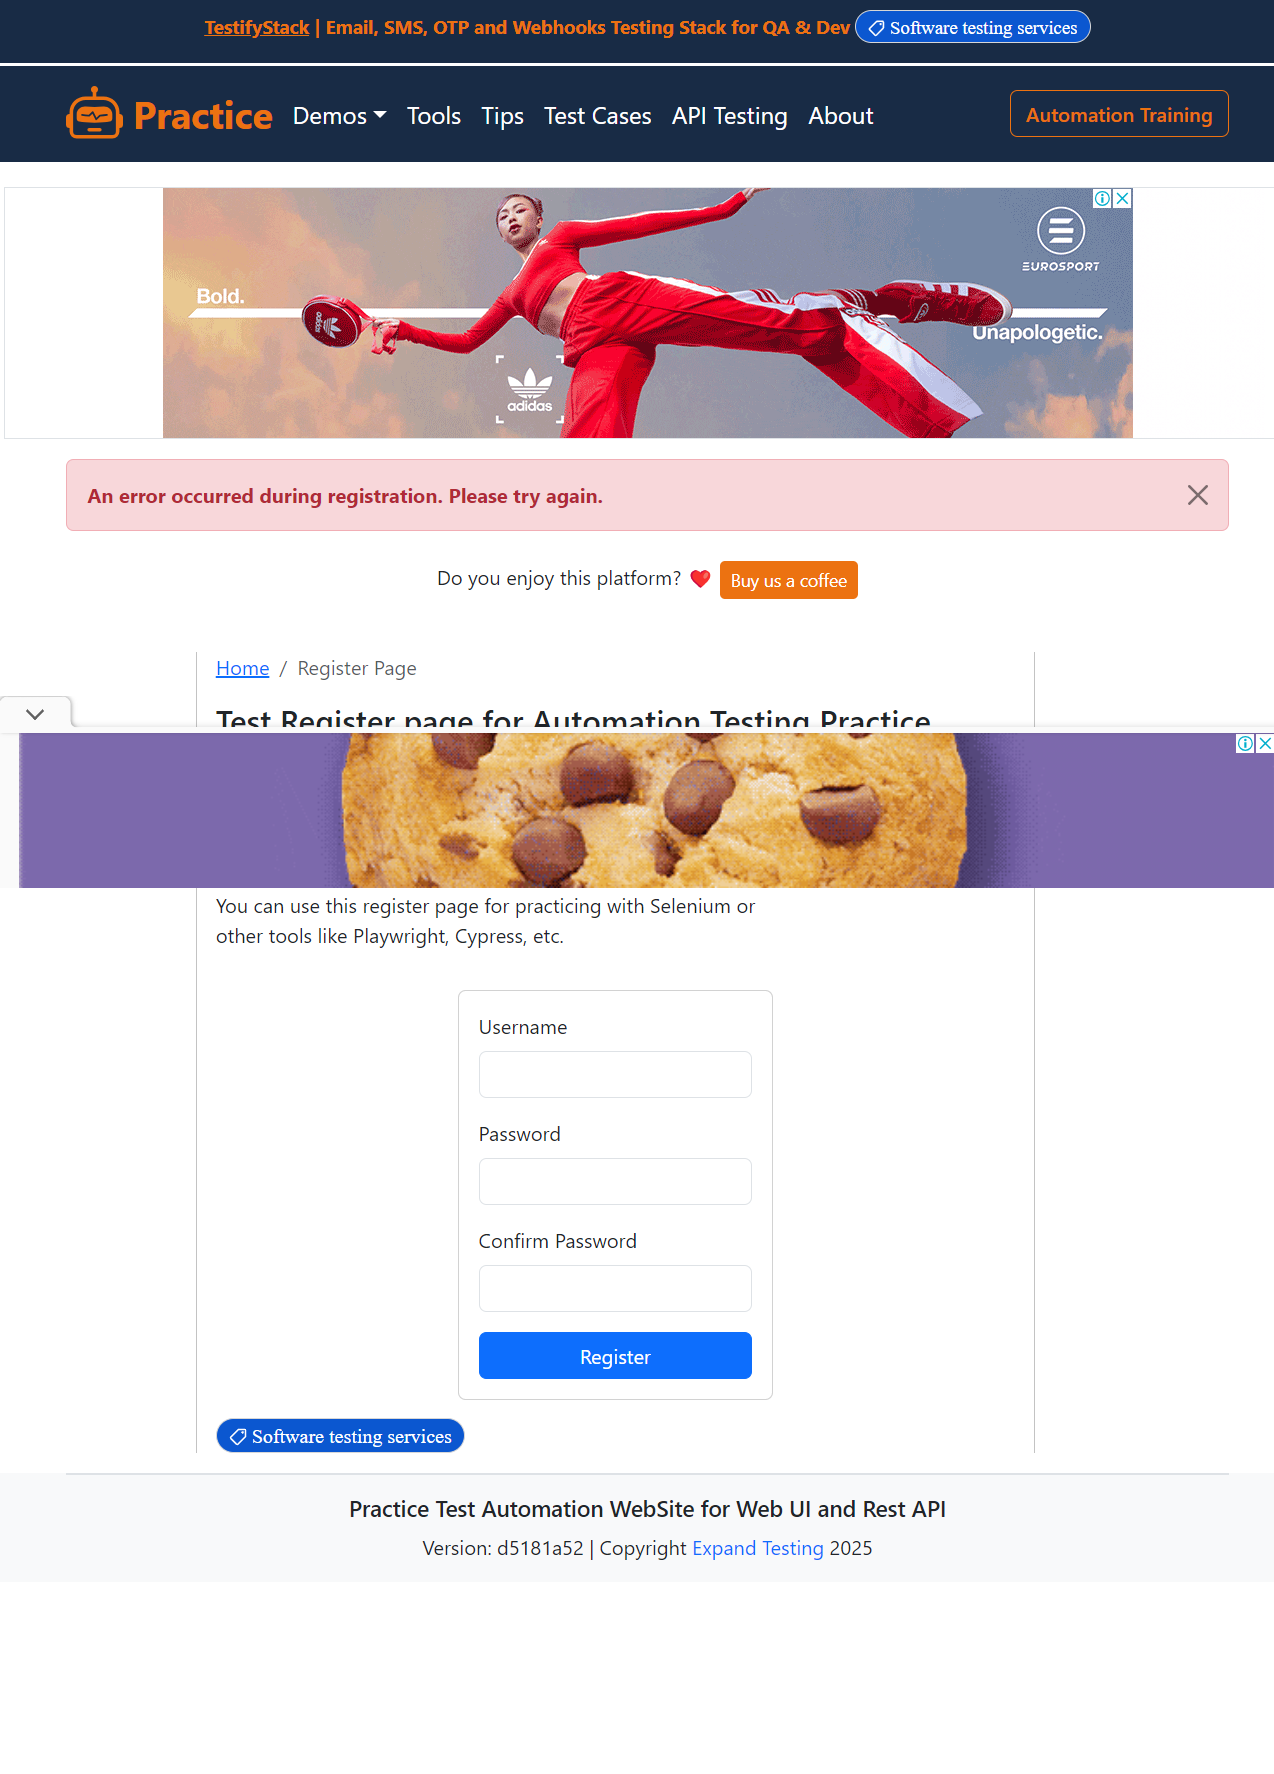 TestifyStack | Email, SMS, OTP and Webhooks Testing Stack for QA & Dev Software testing services
Practice Demos Tools Tips Test Cases API Testing About Automation Training
EUROSPORT
Bold.
Unapologetic.
adidas
adidas
An error occurred during registration. Please try again.
Do you enjoy this platform? Buy us a coffee
Home / Register Page
Test Register page for Automation Testing Practice
You can use this register page for practicing with Selenium or
other tools like Playwright, Cypress, etc.
Username
Password
Confirm Password
Register
Software testing services
Practice Test Automation WebSite for Web UI and Rest API
Version: d5181a52 | Copyright Expand Testing 2025